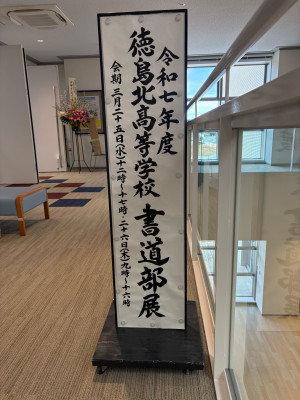 令和七年度
徳島北高等学校 書道部展
会期 三月二十五日(水)十二時～十七時・二十六日(木)九時～十六時